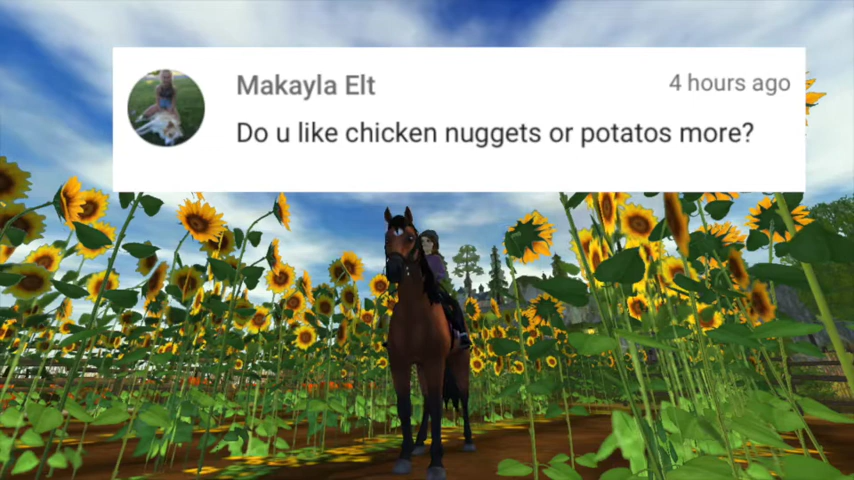 Makayla Elt
4 hours ago
Do u like chicken nuggets or potatos more?